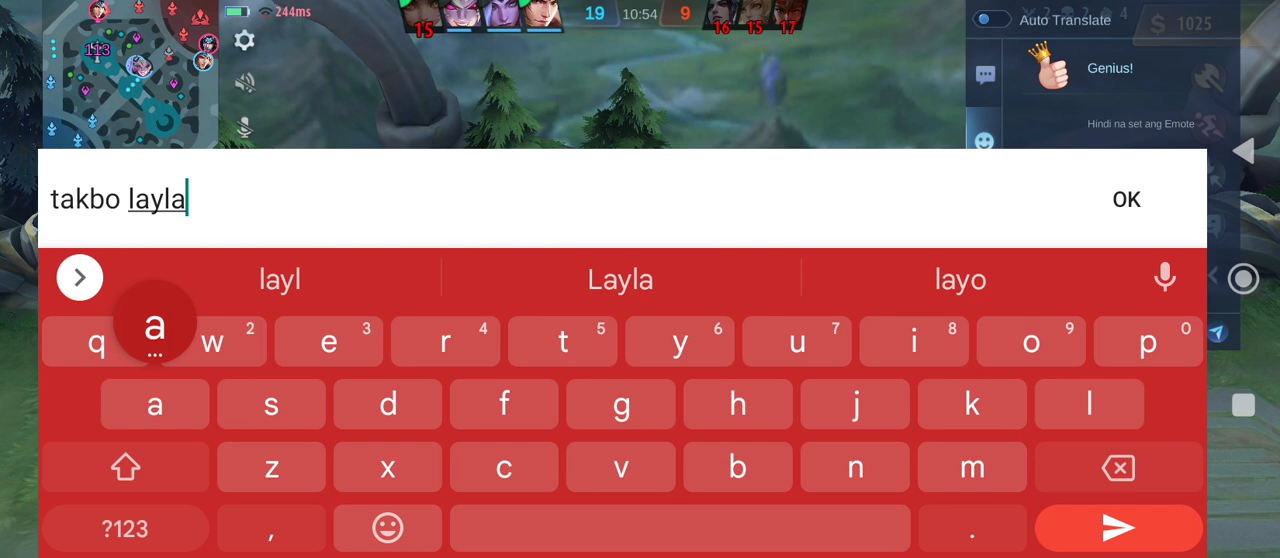 244ms
15
19 10:54 9
16 15 17
113
Auto Translate
$ 1025
Genius!
Hindi na set ang Emote
takbo layla
OK
layl Layla layo
a
q w 2 e 3 r 4 t 5 y 6 u 7 i 8 o 9 p 0
a s d f g h j k l
z x c v b n m
?123 , .